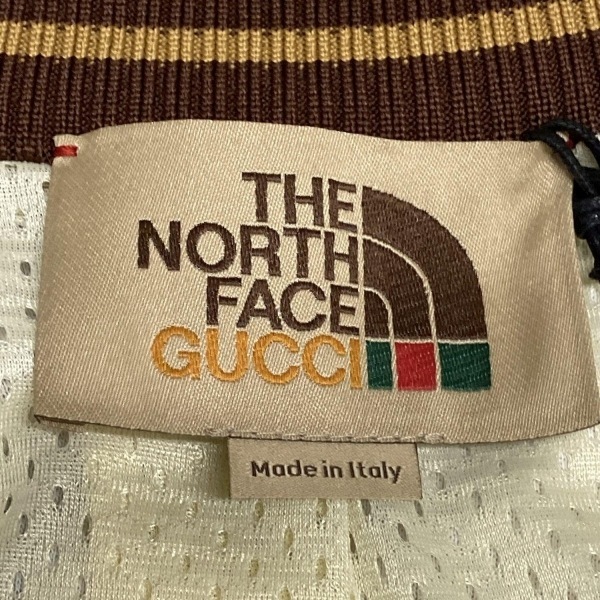 THE
NORTH
FACE
GUCCI
Made in Italy